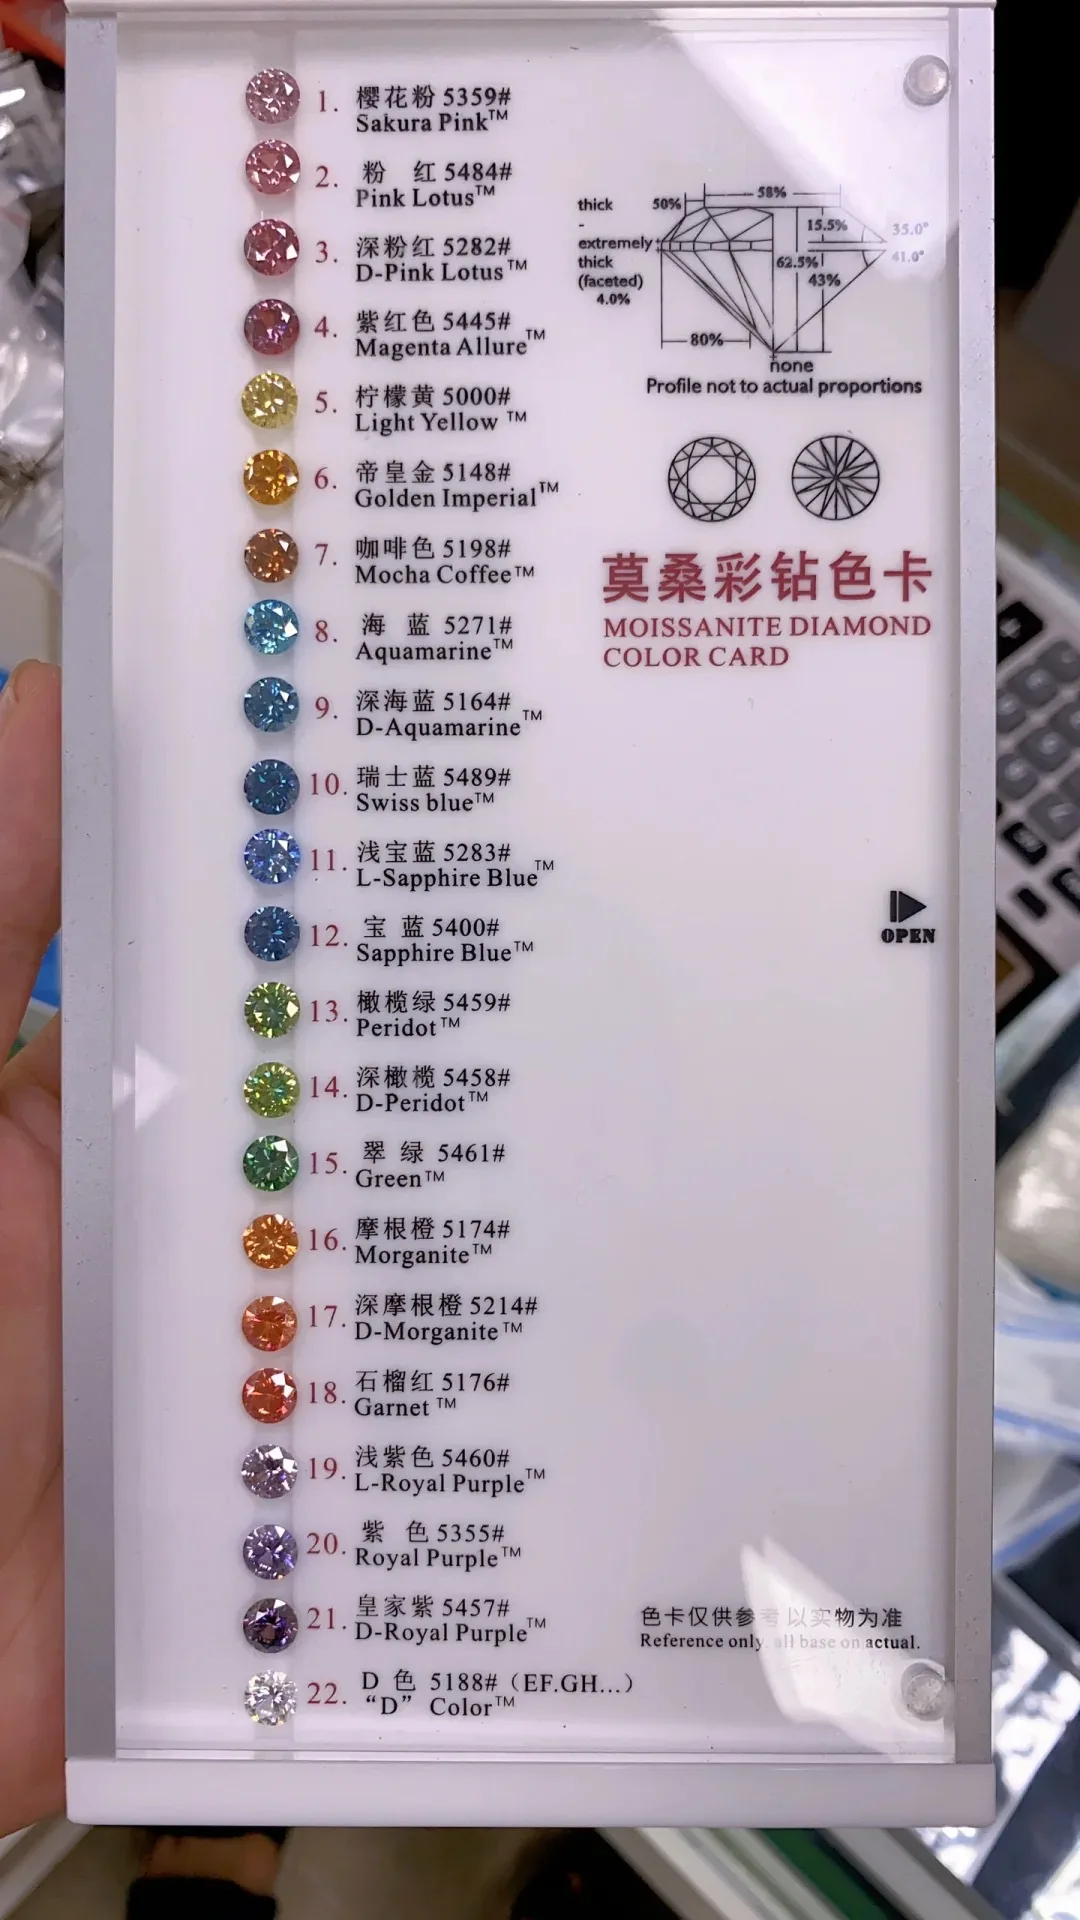 1. 樱花粉 5359#
Sakura Pink™
2. 粉 红 5484#
Pink Lotus™
3. 深粉红 5282#
D-Pink Lotus™
4. 紫红色 5445#
Magenta Allure™
5. 柠檬黄 5000#
Light Yellow ™
6. 帝皇金 5148#
Golden Imperial™
7. 咖啡色 5198#
Mocha Coffee™
8. 海 蓝 5271#
Aquamarine™
9. 深海蓝 5164#
D-Aquamarine™
10. 瑞士蓝 5489#
Swiss blue™
11. 浅宝蓝 5283#
L-Sapphire Blue™
12. 宝 蓝 5400#
Sapphire Blue™
13. 橄榄绿 5459#
Peridot™
14. 深橄榄 5458#
D-Peridot™
15. 翠 绿 5461#
Green™
16. 摩根橙 5174#
Morganite™
17. 深摩根橙 5214#
D-Morganite™
18. 石榴红 5176#
Garnet ™
19. 浅紫色 5460#
L-Royal Purple™
20. 紫 色 5355#
Royal Purple™
21. 皇家紫 5457#
D-Royal Purple™
22. D 色 5188#（EF.GH...）
“D” Color™
58%
thick 50%
-
15.5% 35.0°
extremely
41.0°
thick 62.5%
(faceted) 43%
4.0%
80%
none
Profile not to actual proportions
莫桑彩钻色卡
MOISSANITE DIAMOND
COLOR CARD
OPEN
色卡仅供参考 以实物为准
Reference only. all base on actual.